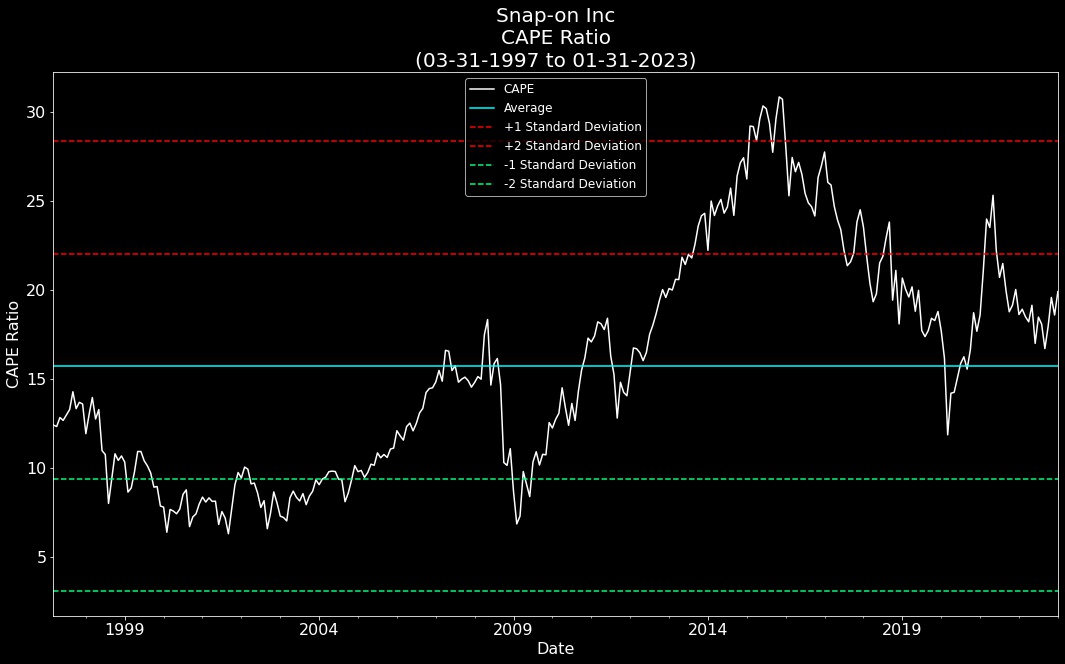 Snap-on Inc
CAPE Ratio
(03-31-1997 to 01-31-2023)
CAPE
Average
+1 Standard Deviation
+2 Standard Deviation
-1 Standard Deviation
-2 Standard Deviation
CAPE Ratio
30
25
20
15
10
5
1999 2004 2009 2014 2019
Date